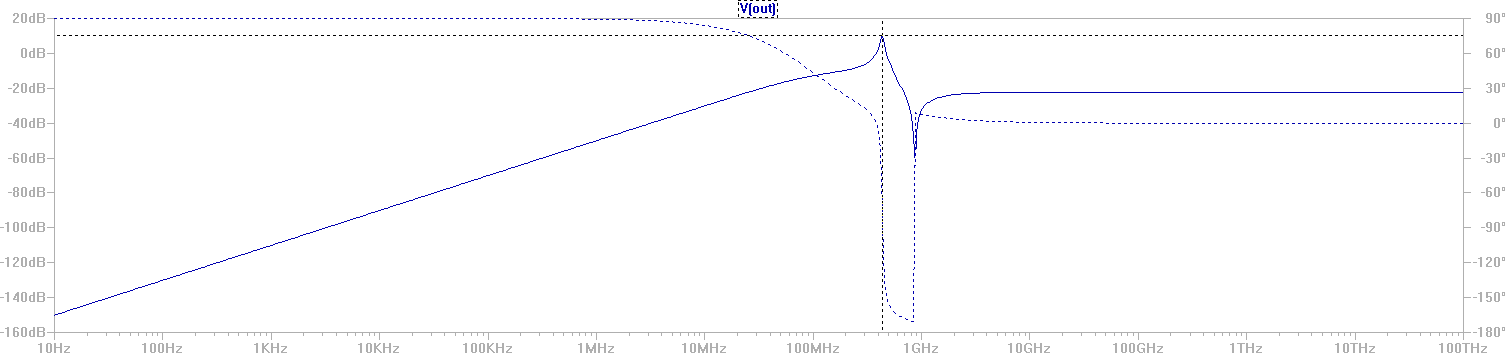 V(out)
20dB
0dB
-20dB
-40dB
-60dB
-80dB
-100dB
-120dB
-140dB
-160dB
90°
60°
30°
0°
-30°
-60°
-90°
-120°
-150°
-180°
10Hz 100Hz 1KHz 10KHz 100KHz 1MHz 10MHz 100MHz 1GHz 10GHz 100GHz 1THz 10THz 100THz